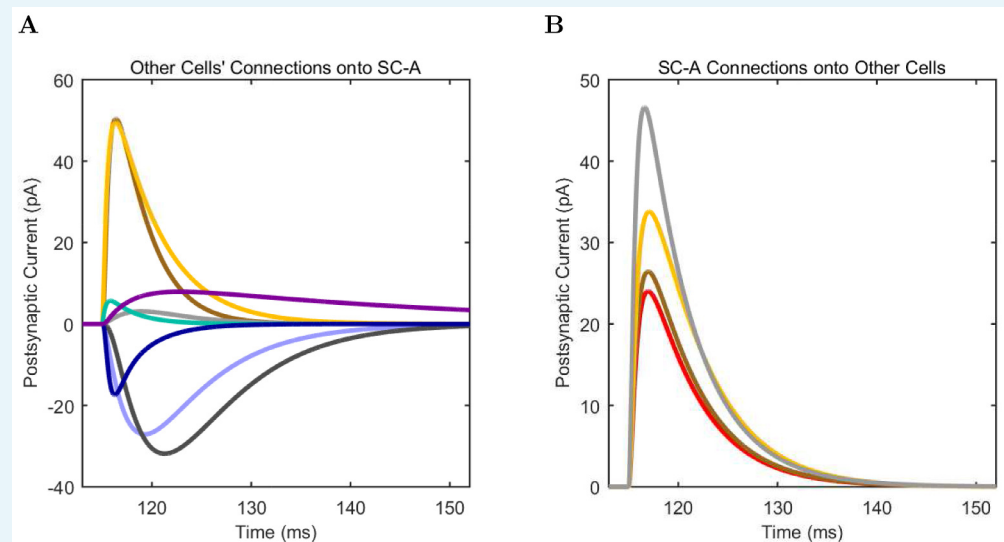 A
Other Cells' Connections onto SC-A
Postsynaptic Current (pA)
60
40
20
0
-20
-40
120
130
140
150
Time (ms)
B
SC-A Connections onto Other Cells
Postsynaptic Current (pA)
50
40
30
20
10
0
120
130
140
150
Time (ms)